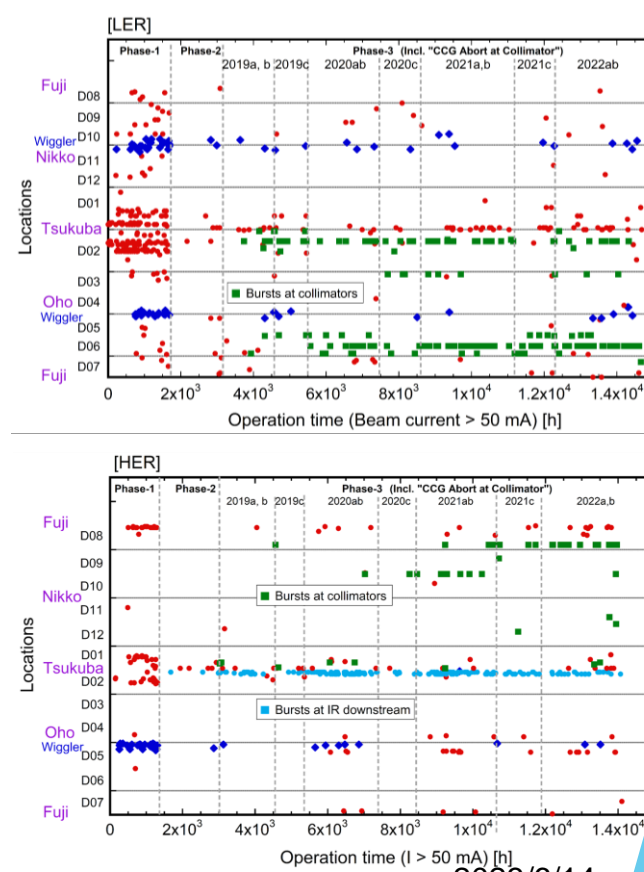 [LER]
Phase-1 Phase-2 Phase-3 (Incl. "CCG Abort at Collimator")
2019a, b 2019c 2020ab 2020c 2021a,b 2021c 2022ab
Fuji
D08
D09
Wiggler D10
Nikko D11
D12
D01
Tsukuba
D02
D03
Bursts at collimators
Oho D04
Wiggler
D05
D06
D07
Fuji
Locations
0 2x10³ 4x10³ 6x10³ 8x10³ 1x10⁴ 1.2x10⁴ 1.4x10⁴
Operation time (Beam current > 50 mA) [h]
[HER]
Phase-1 Phase-2 Phase-3 (Incl. "CCG Abort at Collimator")
2019a, b 2019c 2020ab 2020c 2021ab 2021c 2022a,b
Fuji
D08
D09
D10
Nikko
Bursts at collimators
D11
D12
D01
Tsukuba
D02
D03
Bursts at IR downstream
D04
Oho
Wiggler
D05
D06
D07
Fuji
Locations
0 2x10³ 4x10³ 6x10³ 8x10³ 1x10⁴ 1.2x10⁴ 1.4x10⁴
Operation time (I > 50 mA) [h]